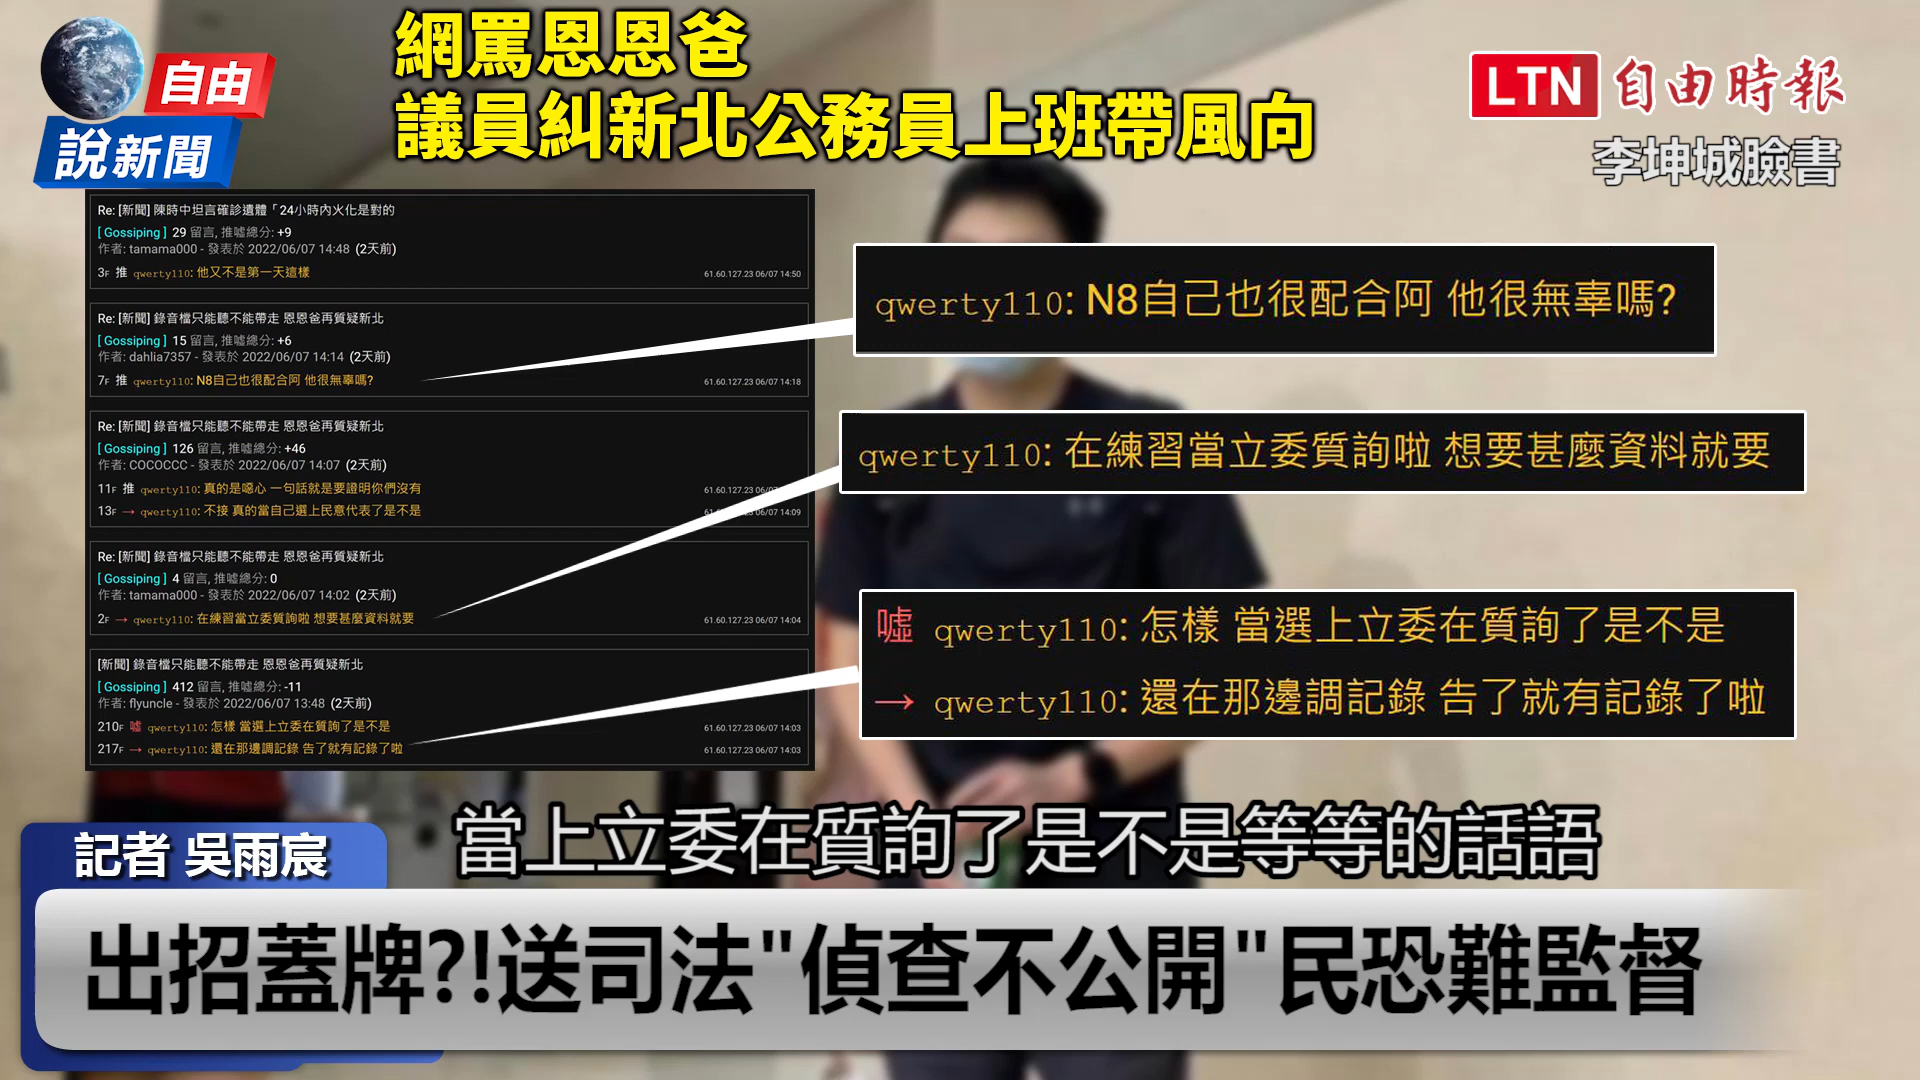 網罵恩恩爸
議員糾新北公務員上班帶風向
自由
說新聞
LTN 自由時報
李坤城臉書
Re: [新聞] 陳時中坦言確診遺體「24小時內火化是對的
[ Gossiping ] 29 留言, 推噓總分: +9
作者: tamama000 - 發表於 2022/06/07 14:48 (2天前)
3F 推 qwerty110: 他又不是第一天這樣 61.60.127.23 06/07 14:50
Re: [新聞] 錄音檔只能聽不能帶走 恩恩爸再質疑新北
[ Gossiping ] 15 留言, 推噓總分: +6
作者: dahlia7357 - 發表於 2022/06/07 14:14 (2天前)
7F 推 qwerty110: N8自己也很配合阿 他很無辜嗎? 61.60.127.23 06/07 14:18
Re: [新聞] 錄音檔只能聽不能帶走 恩恩爸再質疑新北
[ Gossiping ] 126 留言, 推噓總分: +46
作者: COCOCCC - 發表於 2022/06/07 14:07 (2天前)
11F 推 qwerty110: 真的是噁心 一句話就是要證明你們沒有 61.60.127.23 06/
13F → qwerty110: 不接 真的當自己選上民意代表了是不是 06/07 14:09
Re: [新聞] 錄音檔只能聽不能帶走 恩恩爸再質疑新北
[ Gossiping ] 4 留言, 推噓總分: 0
作者: tamama000 - 發表於 2022/06/07 14:02 (2天前)
2F → qwerty110: 在練習當立委質詢啦 想要甚麼資料就要 61.60.127.23 06/07 14:04
[新聞] 錄音檔只能聽不能帶走 恩恩爸再質疑新北
[ Gossiping ] 412 留言, 推噓總分: -11
作者: flyuncle - 發表於 2022/06/07 13:48 (2天前)
210F 噓 qwerty110: 怎樣 當選上立委在質詢了是不是 61.60.127.23 06/07 14:03
217F → qwerty110: 還在那邊調記錄 告了就有記錄了啦 61.60.127.23 06/07 14:03
qwerty110: N8自己也很配合阿 他很無辜嗎?
qwerty110: 在練習當立委質詢啦 想要甚麼資料就要
噓 qwerty110: 怎樣 當選上立委在質詢了是不是
→ qwerty110: 還在那邊調記錄 告了就有記錄了啦
當上立委在質詢了是不是等等的話語
記者 吳雨宸
出招蓋牌?!送司法"偵查不公開"民恐難監督